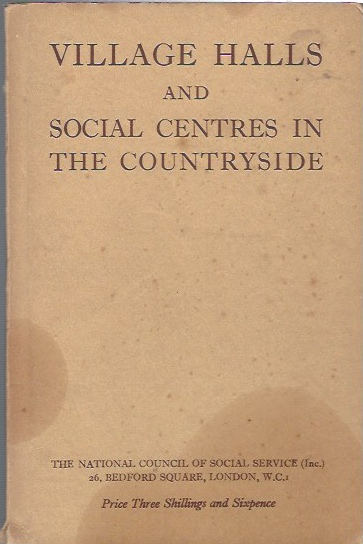 VILLAGE HALLS
AND
SOCIAL CENTRES IN
THE COUNTRYSIDE
THE NATIONAL COUNCIL OF SOCIAL SERVICE (Inc.)
26, BEDFORD SQUARE, LONDON, W.C.1
Price Three Shillings and Sixpence